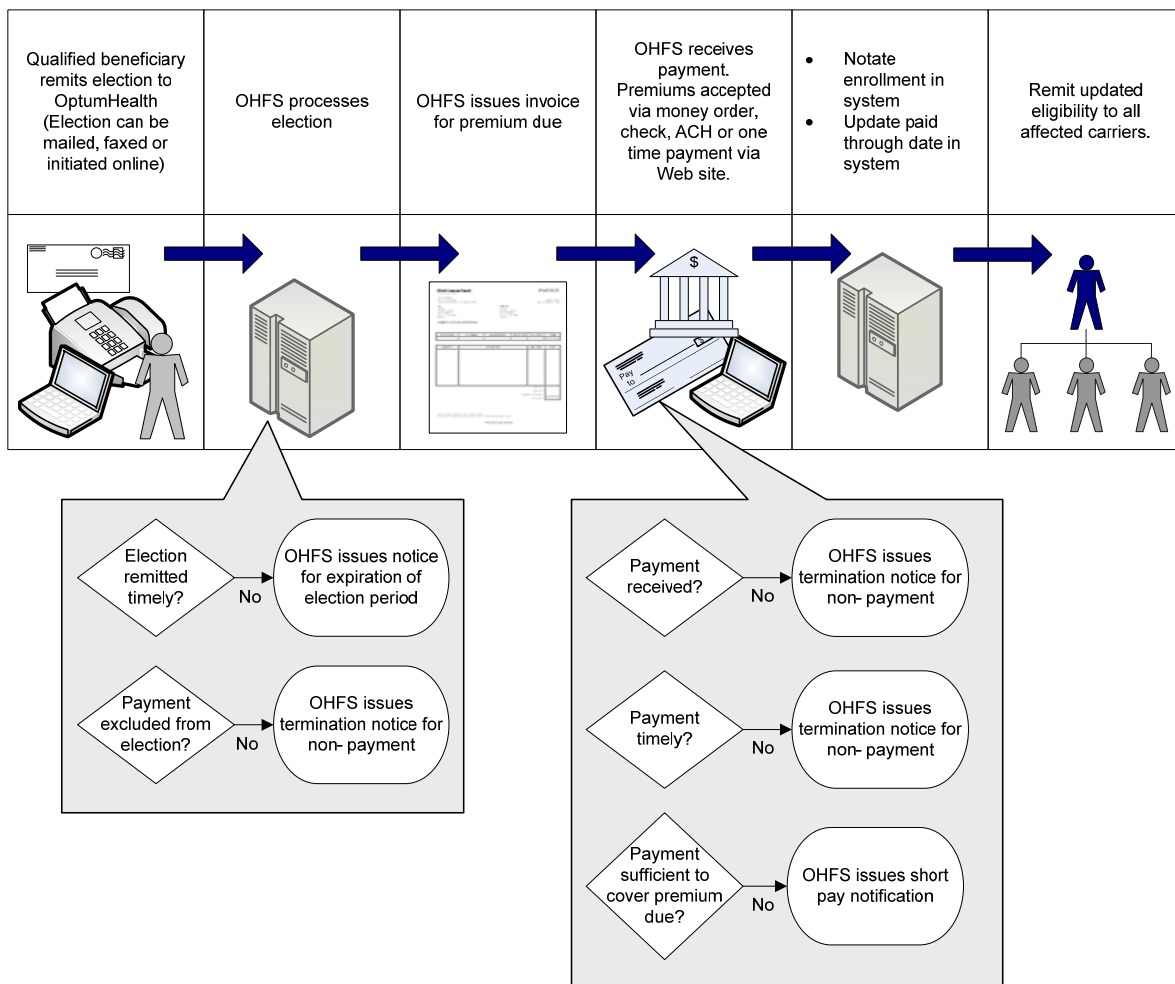 Qualified beneficiary
remits election to
OptumHealth
(Election can be
mailed, faxed or
initiated online)
OHFS processes
election
OHFS issues invoice
for premium due
OHFS receives
payment.
Premiums accepted
via money order,
check, ACH or one
time payment via
Web site.
• Notate
enrollment in
system
• Update paid
through date in
system
Remit updated
eligibility to all
affected carriers.
$
Pay
to
Election
remitted
timely?
No
OHFS issues notice
for expiration of
election period
Payment
excluded from
election?
No
OHFS issues
termination notice for
non- payment
Payment
received?
No
OHFS issues
termination notice for
non- payment
Payment
timely?
No
OHFS issues
termination notice for
non- payment
Payment
sufficient to
cover premium
due?
No
OHFS issues short
pay notification